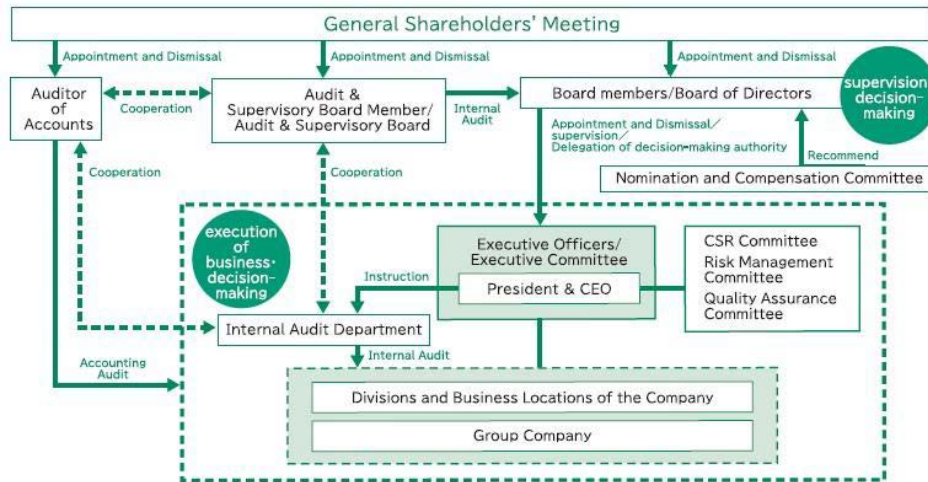 General Shareholders' Meeting
Appointment and Dismissal
Appointment and Dismissal
Appointment and Dismissal
Auditor
of
Accounts
Cooperation
Audit &
Supervisory Board Member/
Audit & Supervisory Board
Internal
Audit
Board members/Board of Directors
supervision/
decision-
making
Appointment and Dismissal/
supervision/
Delegation of decision-making authority
Recommend
Nomination and Compensation Committee
Cooperation
Cooperation
execution
of
business·
decision-
making
Executive Officers/
Executive Committee
President & CEO
Instruction
CSR Committee
Risk Management
Committee
Quality Assurance
Committee
Internal Audit Department
Internal Audit
Accounting
Audit
Divisions and Business Locations of the Company
Group Company